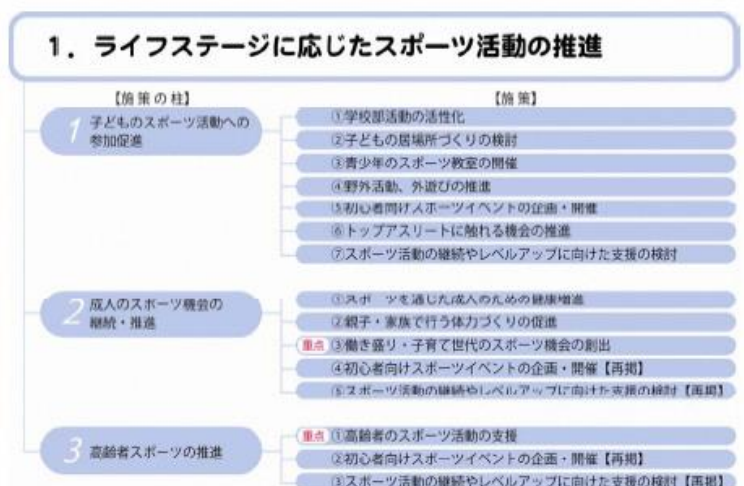 1．ライフステージに応じたスポーツ活動の推進
【施策の柱】
【施策】
1 子どものスポーツ活動への
参加促進
①学校部活動の活性化
②子どもの居場所づくりの検討
③青少年のスポーツ教室の開催
④野外活動、外遊びの推進
⑤初心者向けスポーツイベントの企画・開催
⑥トップアスリートに触れる機会の推進
⑦スポーツ活動の継続やレベルアップに向けた支援の検討
2 成人のスポーツ機会の
継続・推進
①スポーツを通じた成人のための健康増進
②親子・家族で行う体力づくりの促進
重点 ③働き盛り・子育て世代のスポーツ機会の創出
④初心者向けスポーツイベントの企画・開催【再掲】
⑤スポーツ活動の継続やレベルアップに向けた支援の検討【再掲】
3 高齢者スポーツの推進
重点 ①高齢者のスポーツ活動の支援
②初心者向けスポーツイベントの企画・開催【再掲】
③スポーツ活動の継続やレベルアップに向けた支援の検討【再掲】